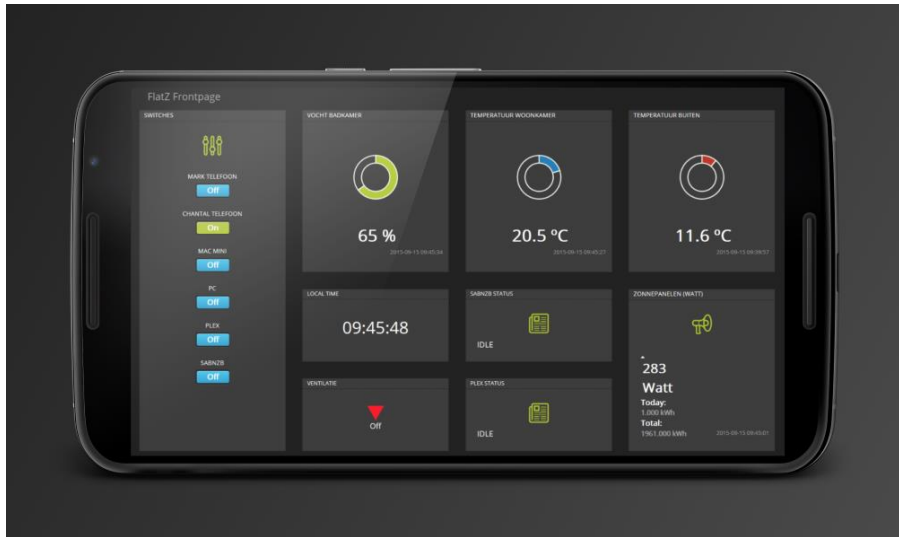 FlatZ Frontpage
SWITCHES
MARK TELEFOON
Off
CHANTAL TELEFOON
On
MAC MINI
Off
PC
Off
PLEX
Off
SABNZB
Off
VOCHT BADKAMER
65 %
2015-09-15 09:45:34
TEMPERATUUR WOONKAMER
20.5 °C
2015-09-15 09:45:27
TEMPERATUUR BUITEN
11.6 °C
2015-09-15 09:39:57
LOCAL TIME
09:45:48
SABNZB STATUS
IDLE
VENTILATIE
Off
PLEX STATUS
IDLE
ZONNEPANELEN (WATT)
283
Watt
Today:
1.000 kWh
Total:
1961.000 kWh
2015-09-15 09:45:01